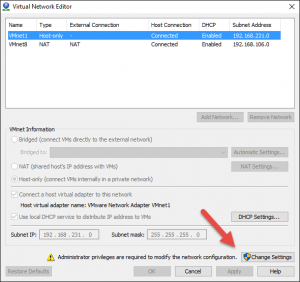 Virtual Network Editor
Name Type External Connection Host Connection DHCP Subnet Address
VMnet1 Host-only - Connected Enabled 192.168.231.0
VMnet8 NAT NAT Connected Enabled 192.168.106.0
Add Network... Remove Network
VMnet Information
Bridged (connect VMs directly to the external network)
Bridged to: Automatic Settings...
NAT (shared host's IP address with VMs) NAT Settings...
Host-only (connect VMs internally in a private network)
Connect a host virtual adapter to this network
Host virtual adapter name: VMware Network Adapter VMnet1
Use local DHCP service to distribute IP address to VMs DHCP Settings...
Subnet IP: 192 . 168 . 231 . 0 Subnet mask: 255 . 255 . 255 . 0
Administrator privileges are required to modify the network configuration. Change Settings
Restore Defaults OK Cancel Apply Help